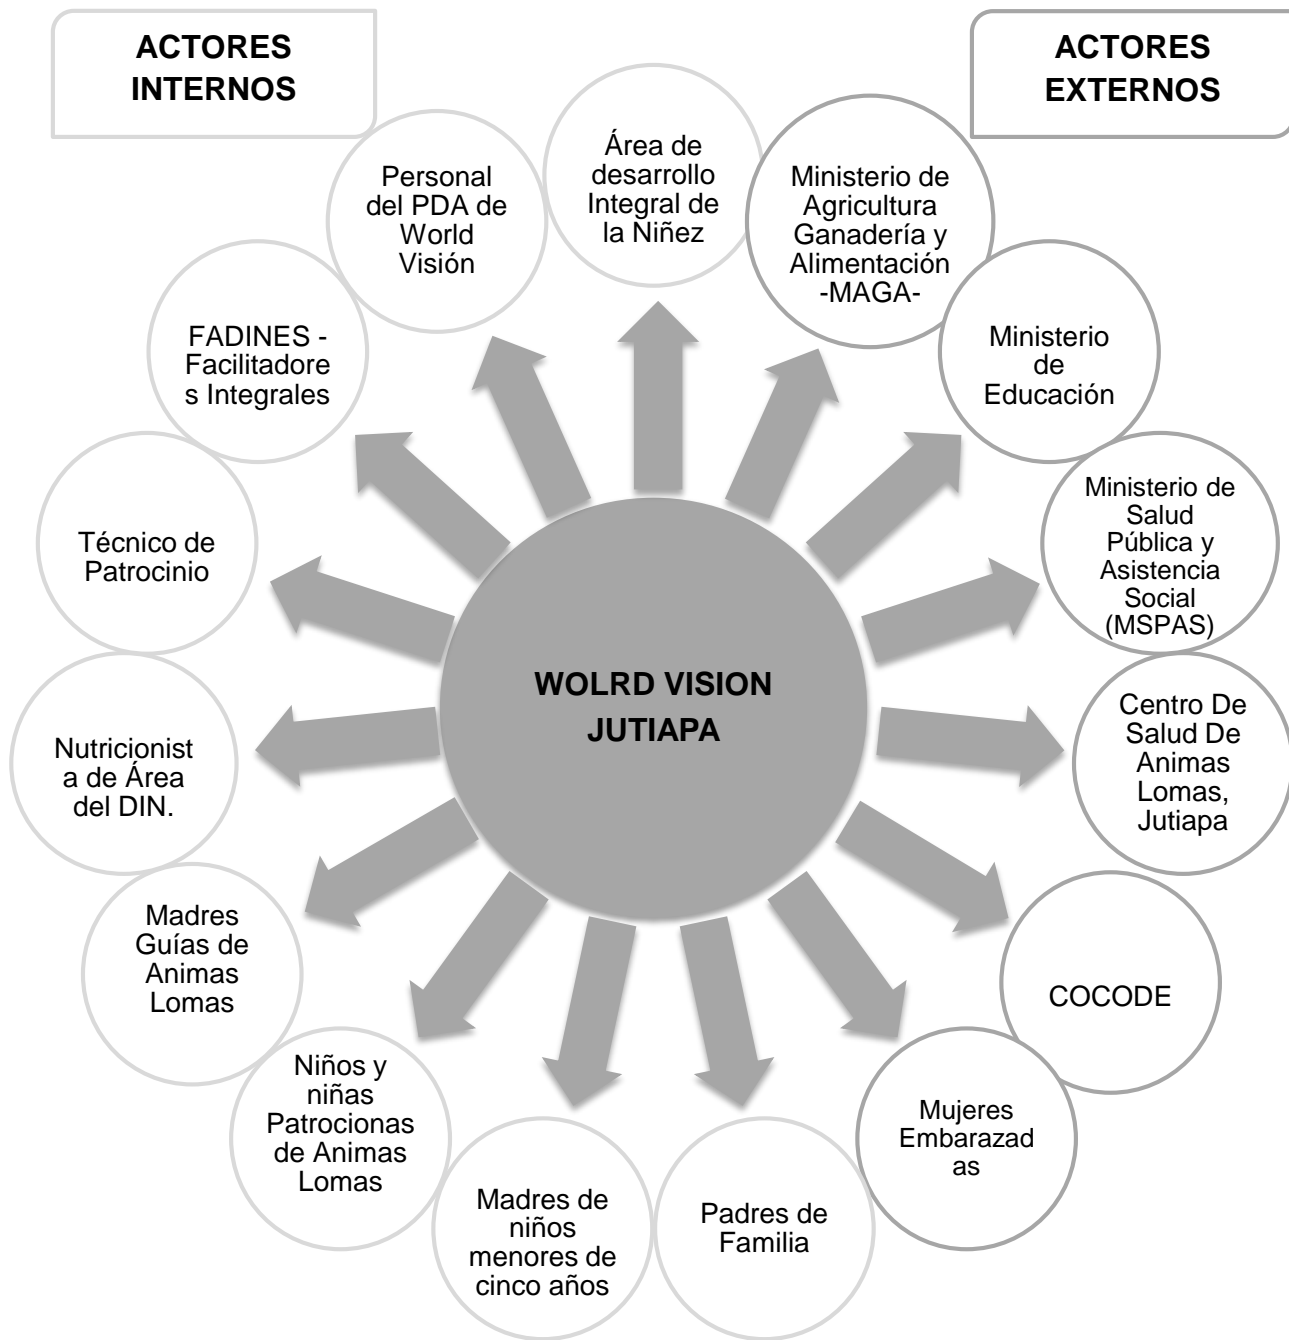 ACTORES
INTERNOS
ACTORES
EXTERNOS
Área de
desarrollo
Integral de
la Niñez
Ministerio de
Agricultura
Ganadería y
Alimentación
-MAGA-
Ministerio
de
Educación
Ministerio de
Salud
Pública y
Asistencia
Social
(MSPAS)
Centro De
Salud De
Animas
Lomas,
Jutiapa
COCODE
Mujeres
Embarazad
as
Padres de
Familia
Madres de
niños
menores de
cinco años
Niños y
niñas
Patrocionas
de Animas
Lomas
Madres
Guías de
Animas
Lomas
Nutricionist
a de Área
del DIN.
Técnico de
Patrocinio
FADINES -
Facilitadore
s Integrales
Personal
del PDA de
World
Visión
WOLRD VISION
JUTIAPA